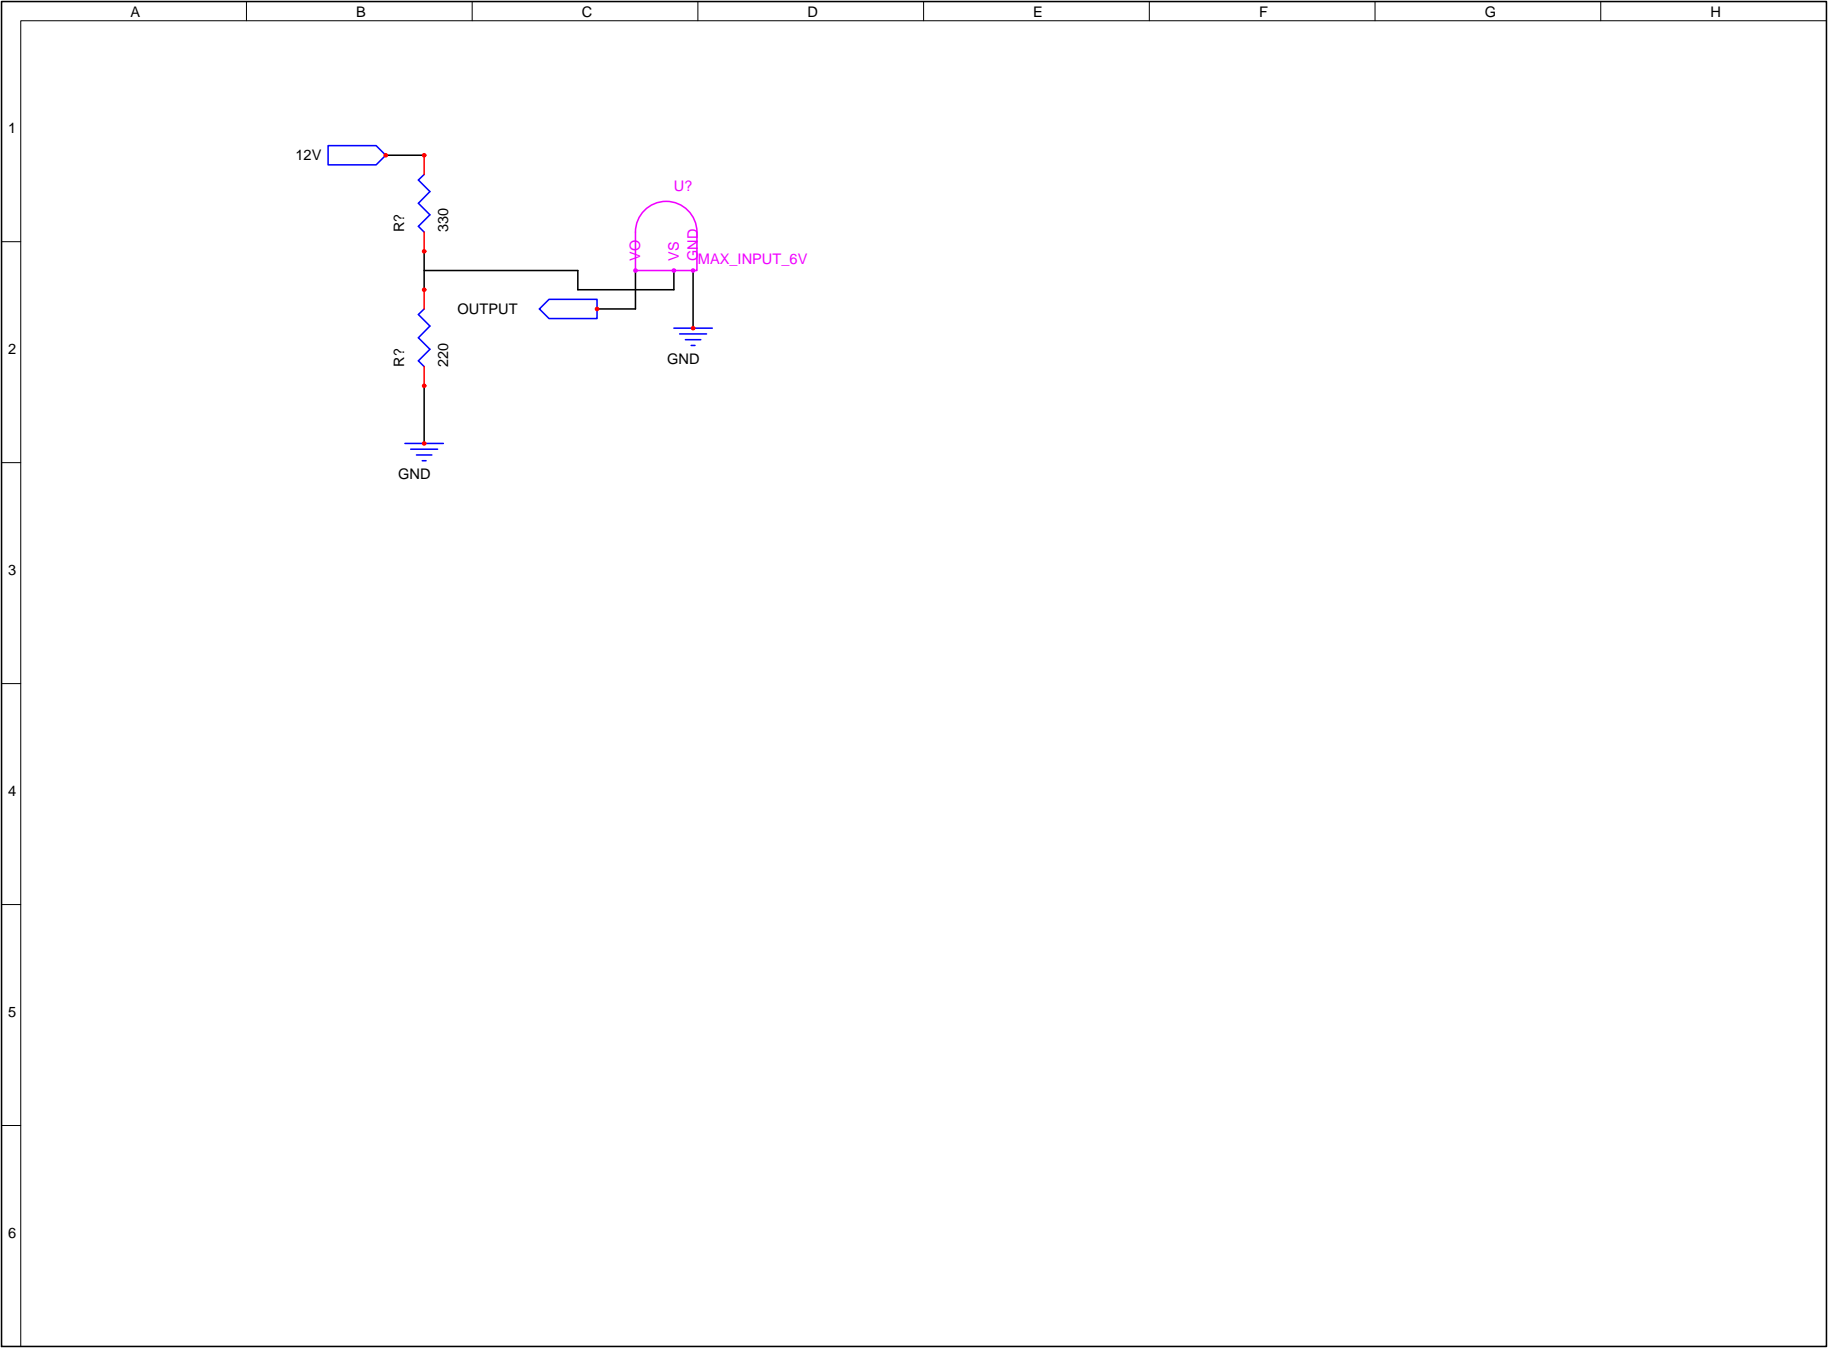 A B C D E F G H
1
12V
U?
R?
330
VO
VS
GND
MAX_INPUT_6V
OUTPUT
2
R?
220
GND
GND
3
4
5
6